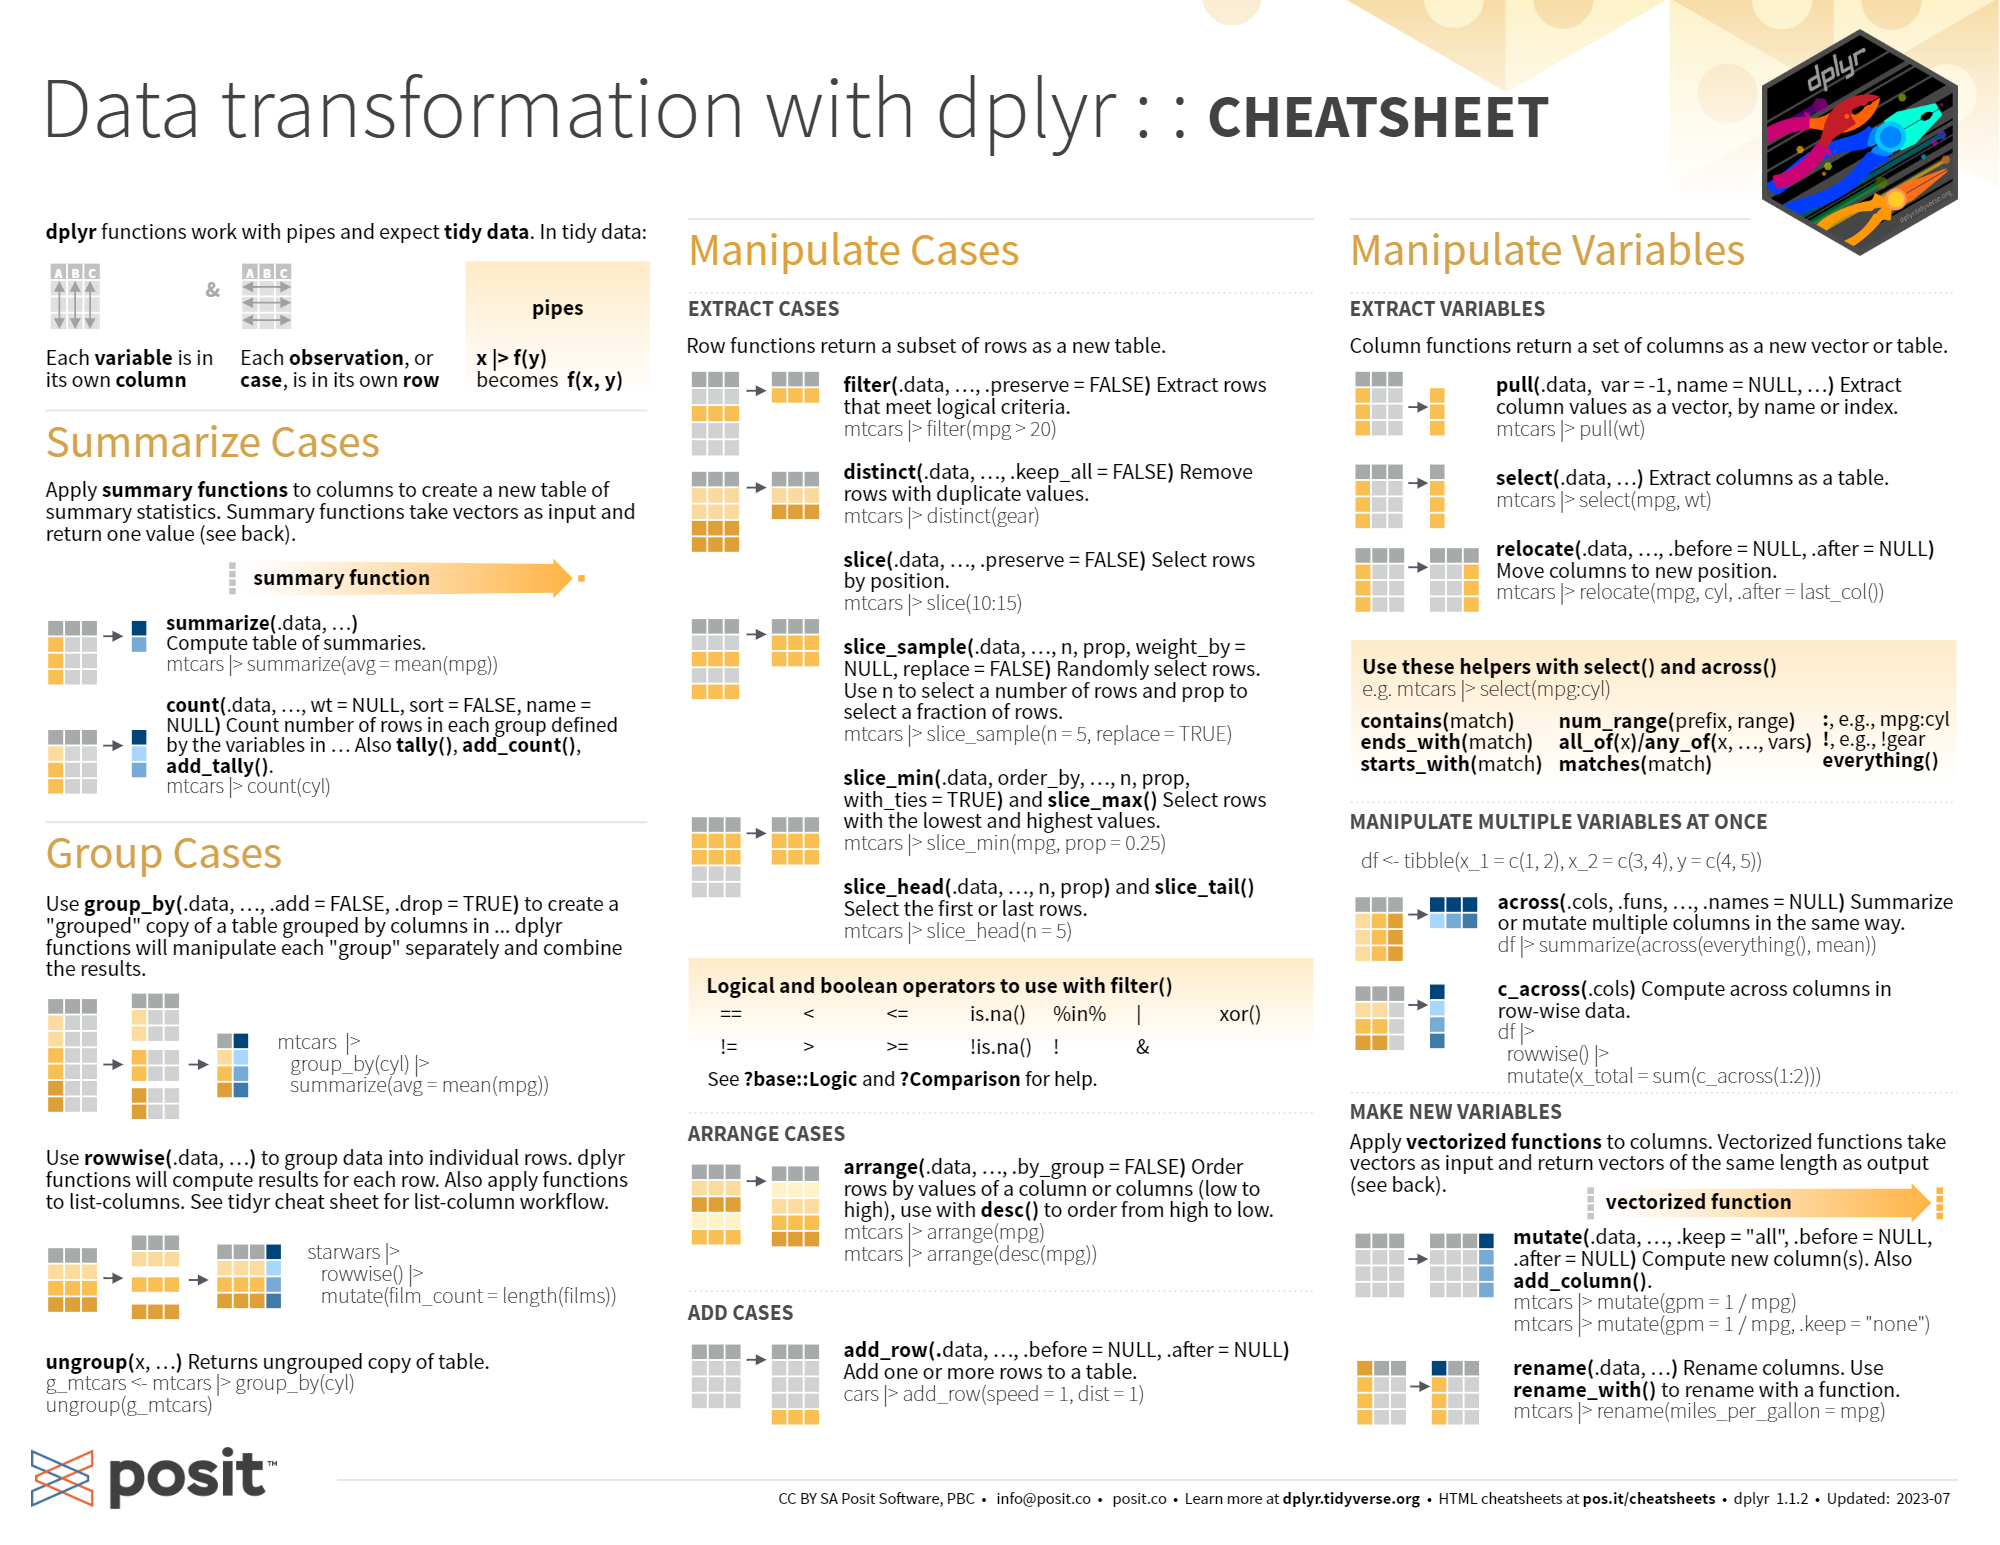 Data transformation with dplyr : : CHEATSHEET
dplyr
dplyr.tidyverse.org
dplyr functions work with pipes and expect tidy data. In tidy data:
A B C
&
A B C
pipes
Each variable is in
its own column
Each observation, or
case, is in its own row
x |> f(y)
becomes f(x, y)
Summarize Cases
Apply summary functions to columns to create a new table of
summary statistics. Summary functions take vectors as input and
return one value (see back).
summary function
summarize(.data, …)
Compute table of summaries.
mtcars |> summarize(avg = mean(mpg))
count(.data, …, wt = NULL, sort = FALSE, name =
NULL) Count number of rows in each group defined
by the variables in … Also tally(), add_count(),
add_tally().
mtcars |> count(cyl)
Group Cases
Use group_by(.data, …, .add = FALSE, .drop = TRUE) to create a
"grouped" copy of a table grouped by columns in ... dplyr
functions will manipulate each "group" separately and combine
the results.
mtcars |>
group_by(cyl) |>
summarize(avg = mean(mpg))
Use rowwise(.data, …) to group data into individual rows. dplyr
functions will compute results for each row. Also apply functions
to list-columns. See tidyr cheat sheet for list-column workflow.
starwars |>
rowwise() |>
mutate(film_count = length(films))
ungroup(x, …) Returns ungrouped copy of table.
g_mtcars <- mtcars |> group_by(cyl)
ungroup(g_mtcars)
Manipulate Cases
EXTRACT CASES
Row functions return a subset of rows as a new table.
filter(.data, …, .preserve = FALSE) Extract rows
that meet logical criteria.
mtcars |> filter(mpg > 20)
distinct(.data, …, .keep_all = FALSE) Remove
rows with duplicate values.
mtcars |> distinct(gear)
slice(.data, …, .preserve = FALSE) Select rows
by position.
mtcars |> slice(10:15)
slice_sample(.data, …, n, prop, weight_by =
NULL, replace = FALSE) Randomly select rows.
Use n to select a number of rows and prop to
select a fraction of rows.
mtcars |> slice_sample(n = 5, replace = TRUE)
slice_min(.data, order_by, …, n, prop,
with_ties = TRUE) and slice_max() Select rows
with the lowest and highest values.
mtcars |> slice_min(mpg, prop = 0.25)
slice_head(.data, …, n, prop) and slice_tail()
Select the first or last rows.
mtcars |> slice_head(n = 5)
Logical and boolean operators to use with filter()
== < <= is.na() %in% | xor()
!= > >= !is.na() ! &
See ?base::Logic and ?Comparison for help.
ARRANGE CASES
arrange(.data, …, .by_group = FALSE) Order
rows by values of a column or columns (low to
high), use with desc() to order from high to low.
mtcars |> arrange(mpg)
mtcars |> arrange(desc(mpg))
ADD CASES
add_row(.data, …, .before = NULL, .after = NULL)
Add one or more rows to a table.
cars |> add_row(speed = 1, dist = 1)
Manipulate Variables
EXTRACT VARIABLES
Column functions return a set of columns as a new vector or table.
pull(.data, var = -1, name = NULL, …) Extract
column values as a vector, by name or index.
mtcars |> pull(wt)
select(.data, …) Extract columns as a table.
mtcars |> select(mpg, wt)
relocate(.data, …, .before = NULL, .after = NULL)
Move columns to new position.
mtcars |> relocate(mpg, cyl, .after = last_col())
Use these helpers with select() and across()
e.g. mtcars |> select(mpg:cyl)
contains(match) num_range(prefix, range) :, e.g., mpg:cyl
ends_with(match) all_of(x)/any_of(x, …, vars) !, e.g., !gear
starts_with(match) matches(match) everything()
MANIPULATE MULTIPLE VARIABLES AT ONCE
df <- tibble(x_1 = c(1, 2), x_2 = c(3, 4), y = c(4, 5))
across(.cols, .funs, …, .names = NULL) Summarize
or mutate multiple columns in the same way.
df |> summarize(across(everything(), mean))
c_across(.cols) Compute across columns in
row-wise data.
df |>
rowwise() |>
mutate(x_total = sum(c_across(1:2)))
MAKE NEW VARIABLES
Apply vectorized functions to columns. Vectorized functions take
vectors as input and return vectors of the same length as output
(see back).
vectorized function
mutate(.data, …, .keep = "all", .before = NULL,
.after = NULL) Compute new column(s). Also
add_column().
mtcars |> mutate(gpm = 1 / mpg)
mtcars |> mutate(gpm = 1 / mpg, .keep = "none")
rename(.data, …) Rename columns. Use
rename_with() to rename with a function.
mtcars |> rename(miles_per_gallon = mpg)
posit™
CC BY SA Posit Software, PBC • info@posit.co • posit.co • Learn more at dplyr.tidyverse.org • HTML cheatsheets at pos.it/cheatsheets • dplyr 1.1.2 • Updated: 2023-07